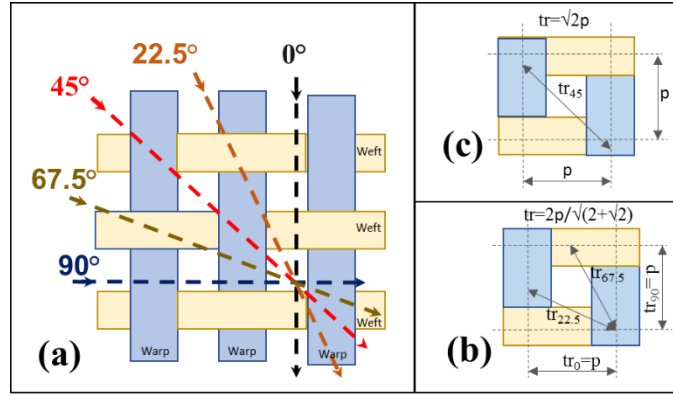 0°
22.5°
45°
67.5°
90°
Weft
Weft
Weft
Warp
Warp
Warp
(a)
tr=√2p
tr45
p
p
(c)
tr=2p/√(2+√2)
tr67.5
tr22.5
tr90= p
tr0=p
(b)